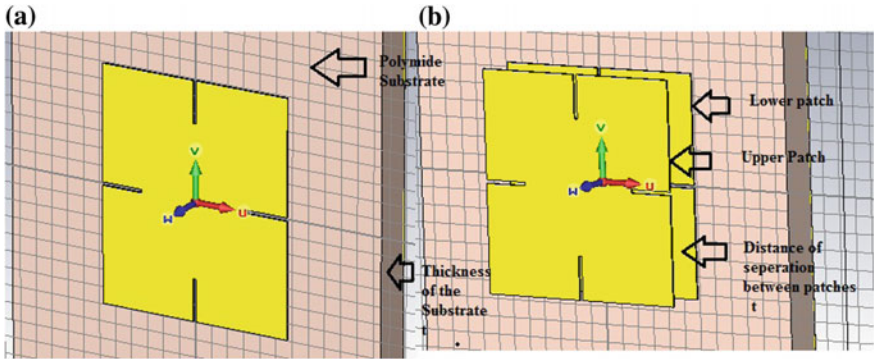 (a)
Polymide
Substrate
V
U
W
Thickness
of the
Substrate
t
(b)
Lower patch
Upper Patch
V
U
W
Distance of
seperation
between patches
t